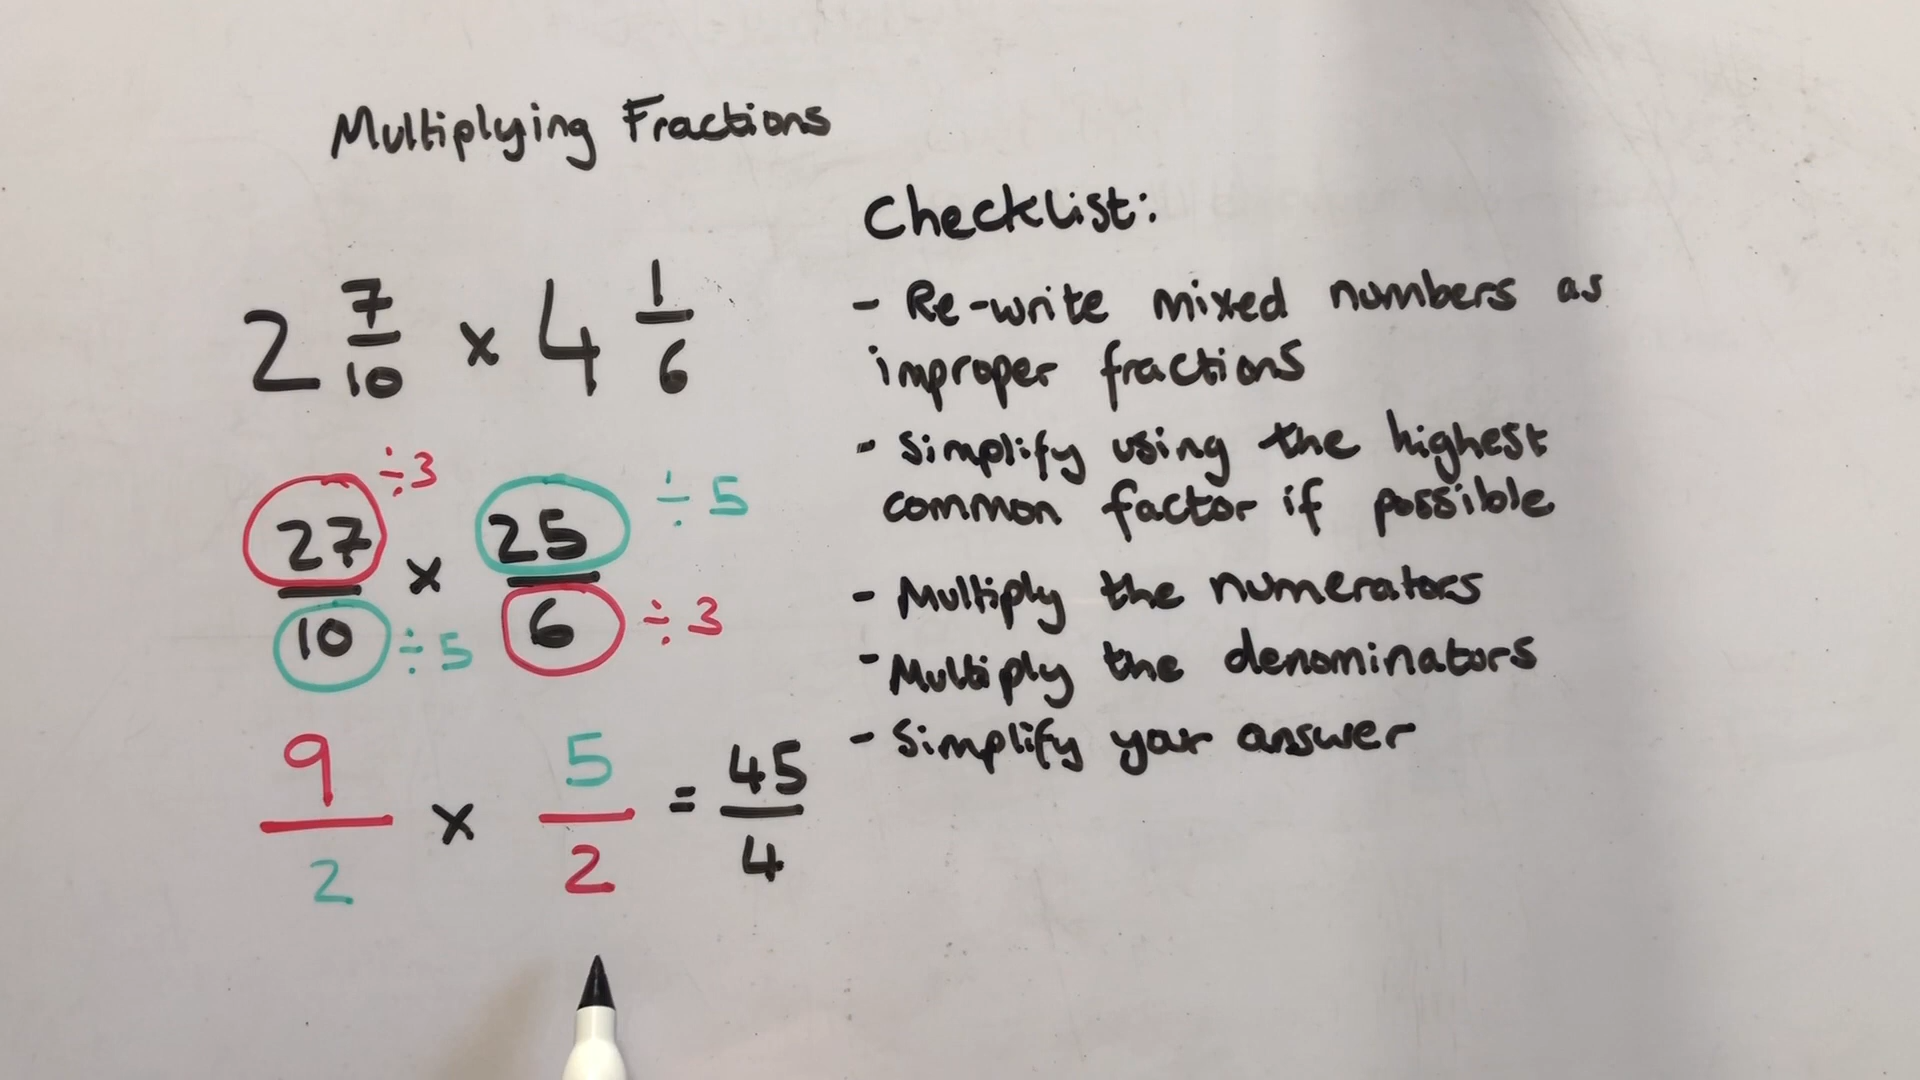 Multiplying Fractions
2 7/10 × 4 1/6
27/10 × 25/6
÷3
÷5
÷5
÷3
9/2 × 5/2 = 45/4
Checklist:
- Re-write mixed numbers as
improper fractions
- Simplify using the highest
common factor if possible
- Multiply the numerators
- Multiply the denominators
- Simplify your answer